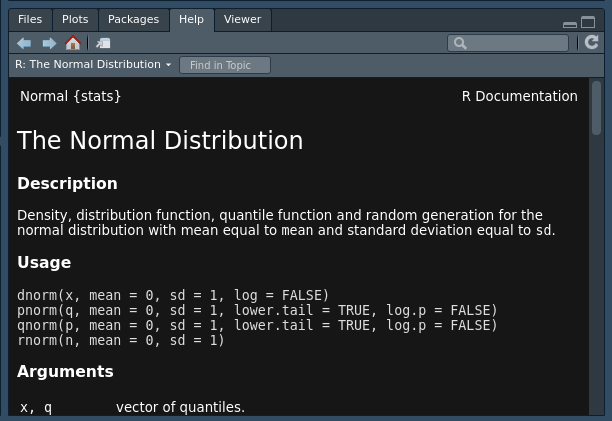 Files Plots Packages Help Viewer
R: The Normal Distribution Find in Topic
Normal {stats} R Documentation
The Normal Distribution
Description
Density, distribution function, quantile function and random generation for the
normal distribution with mean equal to mean and standard deviation equal to sd.
Usage
dnorm(x, mean = 0, sd = 1, log = FALSE)
pnorm(q, mean = 0, sd = 1, lower.tail = TRUE, log.p = FALSE)
qnorm(p, mean = 0, sd = 1, lower.tail = TRUE, log.p = FALSE)
rnorm(n, mean = 0, sd = 1)
Arguments
x, q vector of quantiles.